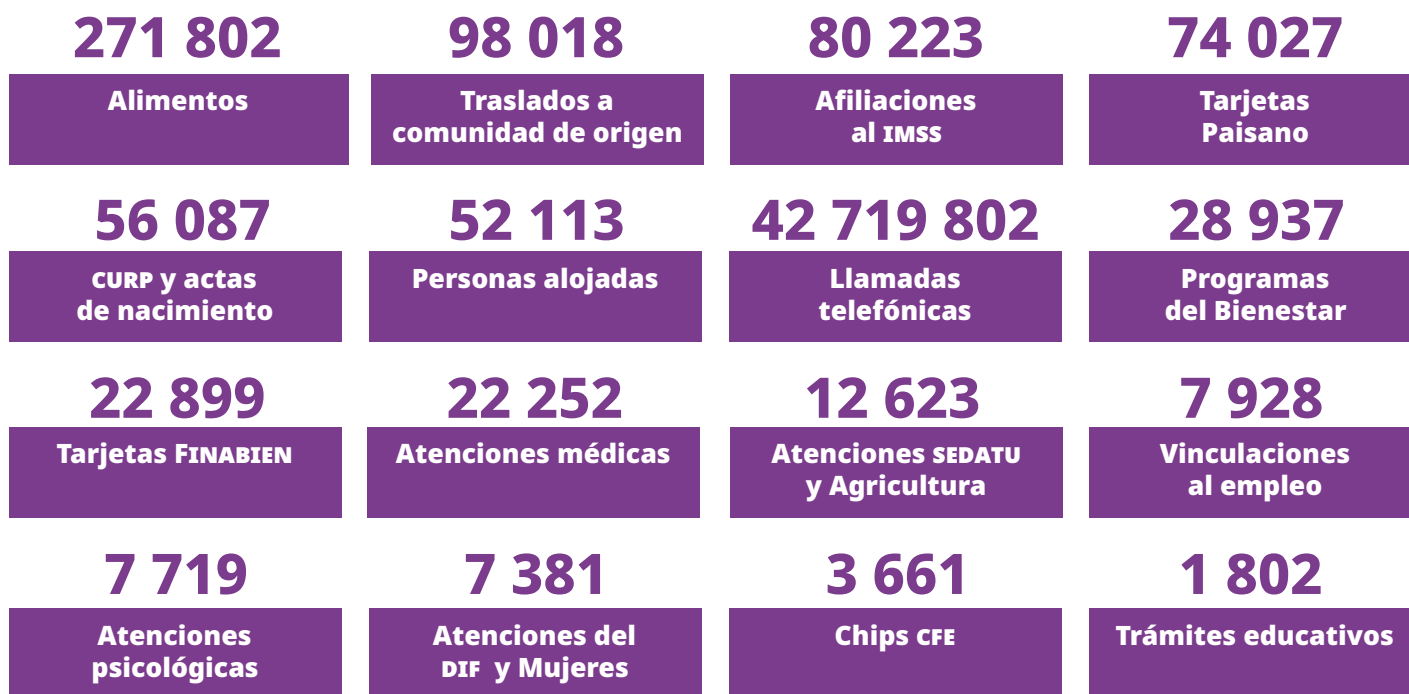 271 802
Alimentos
98 018
Traslados a
comunidad de origen
80 223
Afiliaciones
al IMSS
74 027
Tarjetas
Paisano
56 087
CURP y actas
de nacimiento
52 113
Personas alojadas
42 719 802
Llamadas
telefónicas
28 937
Programas
del Bienestar
22 899
Tarjetas FINABIEN
22 252
Atenciones médicas
12 623
Atenciones SEDATU
y Agricultura
7 928
Vinculaciones
al empleo
7 719
Atenciones
psicológicas
7 381
Atenciones del
DIF y Mujeres
3 661
Chips CFE
1 802
Trámites educativos